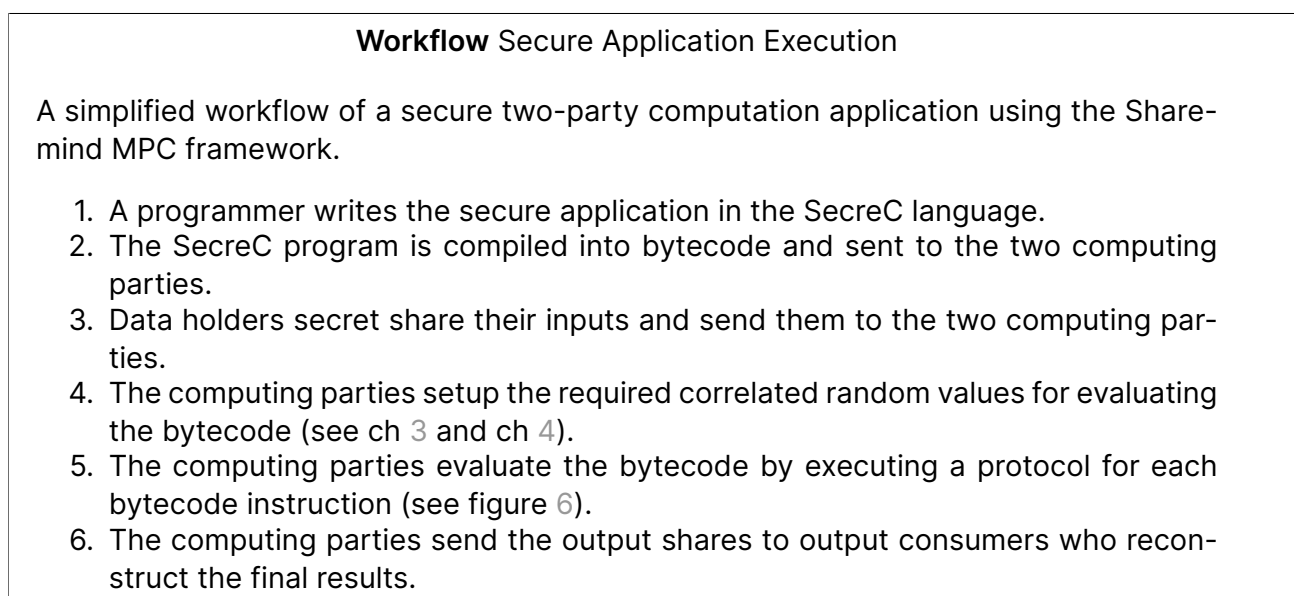 Workflow Secure Application Execution
A simplified workflow of a secure two-party computation application using the Share-
mind MPC framework.
1. A programmer writes the secure application in the SecreC language.
2. The SecreC program is compiled into bytecode and sent to the two computing
parties.
3. Data holders secret share their inputs and send them to the two computing par-
ties.
4. The computing parties setup the required correlated random values for evaluating
the bytecode (see ch 3 and ch 4).
5. The computing parties evaluate the bytecode by executing a protocol for each
bytecode instruction (see figure 6).
6. The computing parties send the output shares to output consumers who recon-
struct the final results.